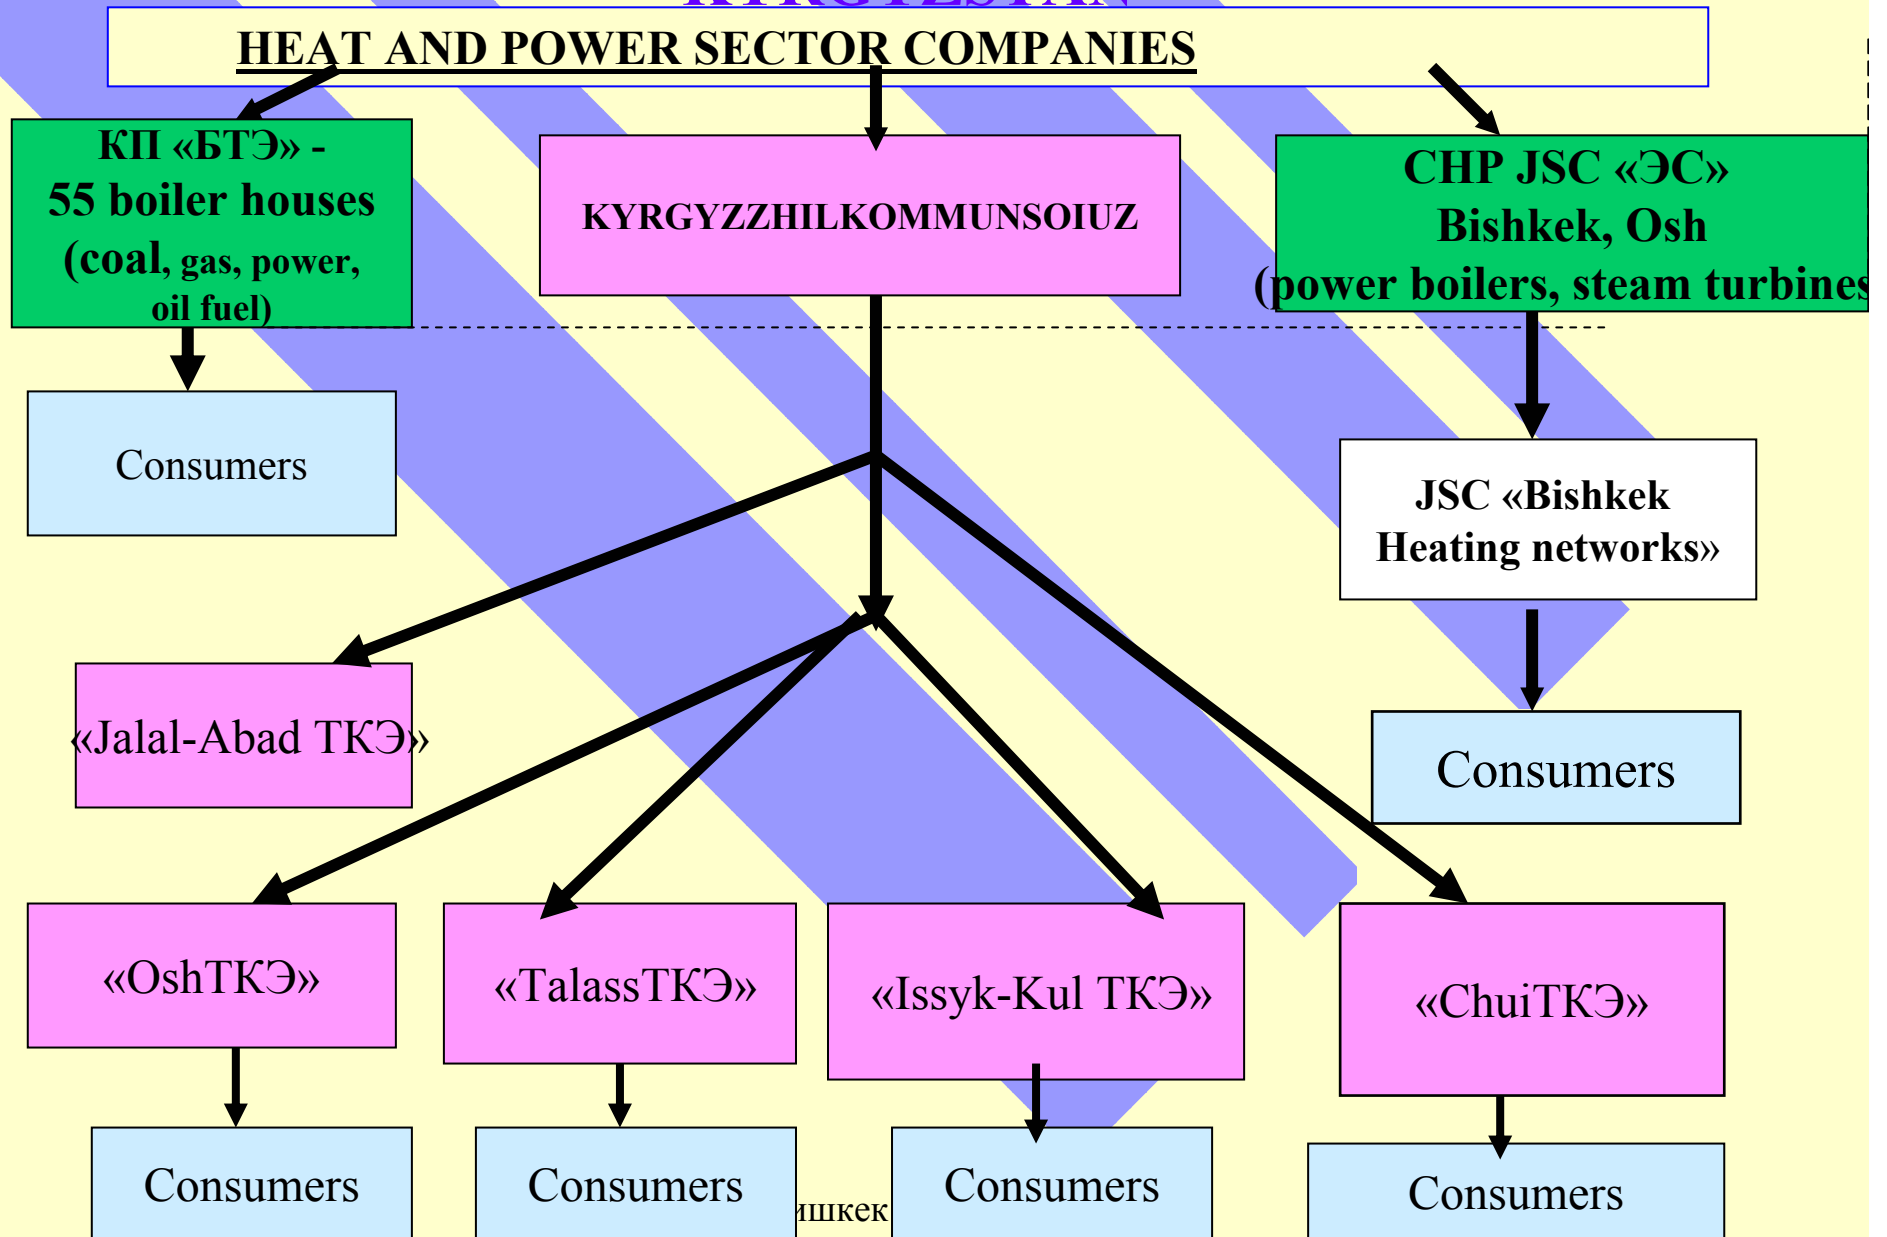 KYRGYZSTAN
HEAT AND POWER SECTOR COMPANIES
КП «БТЭ» -
55 boiler houses
(coal, gas, power,
oil fuel)
KYRGYZZHILKOMMUNSOIUZ
CHP JSC «ЭС»
Bishkek, Osh
(power boilers, steam turbines
Consumers
JSC «Bishkek
Heating networks»
«Jalal-Abad ТКЭ»
Consumers
«OshТКЭ»
«TalassТКЭ»
«Issyk-Kul ТКЭ»
«ChuiТКЭ»
Consumers
Consumers
Consumers
Consumers
ишкек